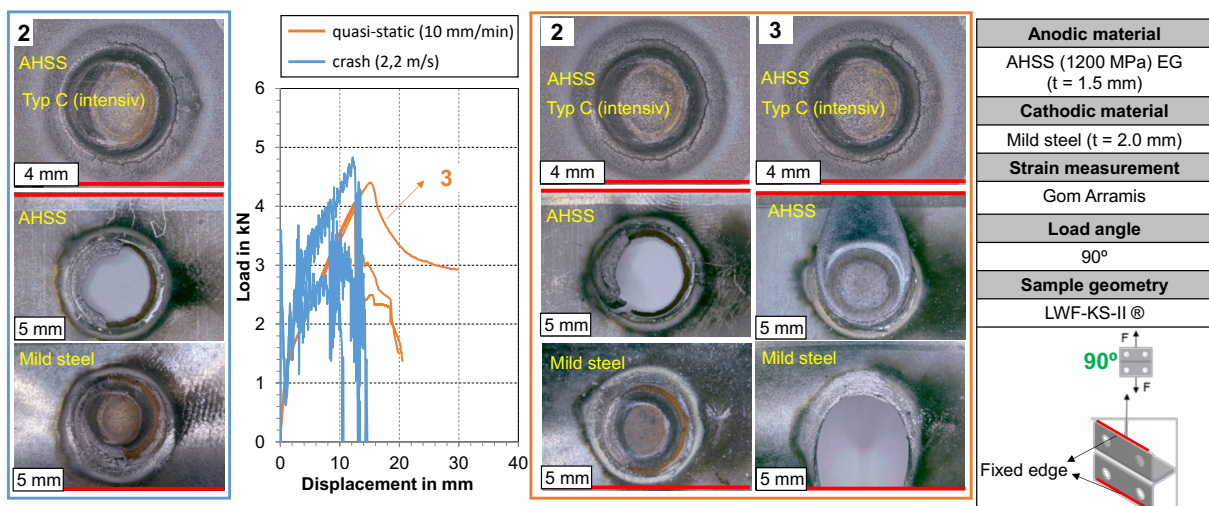 2
AHSS
Typ C (intensiv)
4 mm
AHSS
5 mm
Mild steel
5 mm
quasi-static (10 mm/min)
crash (2,2 m/s)
Load in kN
6
5
4
3
2
1
0
3
0
10
20
30
40
Displacement in mm
2
AHSS
Typ C (intensiv)
4 mm
AHSS
5 mm
Mild steel
5 mm
3
AHSS
Typ C (intensiv)
4 mm
AHSS
5 mm
Mild steel
5 mm
Anodic material
AHSS (1200 MPa) EG
(t = 1.5 mm)
Cathodic material
Mild steel (t = 2.0 mm)
Strain measurement
Gom Arramis
Load angle
90º
Sample geometry
LWF-KS-II ®
F
90º
F
Fixed edge